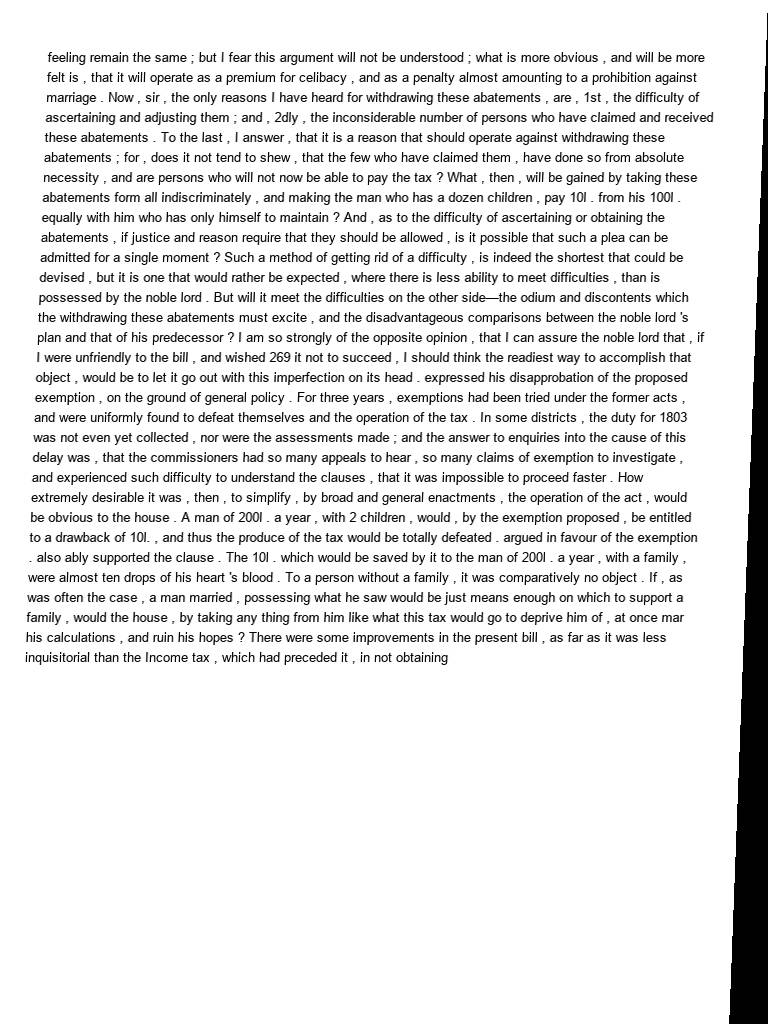 feeling remain the same ; but I fear this argument will not be understood ; what is more obvious , and will be more
felt is , that it will operate as a premium for celibacy , and as a penalty almost amounting to a prohibition against
marriage . Now , sir , the only reasons I have heard for withdrawing these abatements , are , 1st , the difficulty of
ascertaining and adjusting them ; and , 2dly , the inconsiderable number of persons who have claimed and received
these abatements . To the last , I answer , that it is a reason that should operate against withdrawing these
abatements ; for , does it not tend to shew , that the few who have claimed them , have done so from absolute
necessity , and are persons who will not now be able to pay the tax ? What , then , will be gained by taking these
abatements form all indiscriminately , and making the man who has a dozen children , pay 10l . from his 100l .
equally with him who has only himself to maintain ? And , as to the difficulty of ascertaining or obtaining the
abatements , if justice and reason require that they should be allowed , is it possible that such a plea can be
admitted for a single moment ? Such a method of getting rid of a difficulty , is indeed the shortest that could be
devised , but it is one that would rather be expected , where there is less ability to meet difficulties , than is
possessed by the noble lord . But will it meet the difficulties on the other side—the odium and discontents which
the withdrawing these abatements must excite , and the disadvantageous comparisons between the noble lord 's
plan and that of his predecessor ? I am so strongly of the opposite opinion , that I can assure the noble lord that , if
I were unfriendly to the bill , and wished 269 it not to succeed , I should think the readiest way to accomplish that
object , would be to let it go out with this imperfection on its head . expressed his disapprobation of the proposed
exemption , on the ground of general policy . For three years , exemptions had been tried under the former acts ,
and were uniformly found to defeat themselves and the operation of the tax . In some districts , the duty for 1803
was not even yet collected , nor were the assessments made ; and the answer to enquiries into the cause of this
delay was , that the commissioners had so many appeals to hear , so many claims of exemption to investigate ,
and experienced such difficulty to understand the clauses , that it was impossible to proceed faster . How
extremely desirable it was , then , to simplify , by broad and general enactments , the operation of the act , would
be obvious to the house . A man of 200l . a year , with 2 children , would , by the exemption proposed , be entitled
to a drawback of 10l. , and thus the produce of the tax would be totally defeated . argued in favour of the exemption
. also ably supported the clause . The 10l . which would be saved by it to the man of 200l . a year , with a family ,
were almost ten drops of his heart 's blood . To a person without a family , it was comparatively no object . If , as
was often the case , a man married , possessing what he saw would be just means enough on which to support a
family , would the house , by taking any thing from him like what this tax would go to deprive him of , at once mar
his calculations , and ruin his hopes ? There were some improvements in the present bill , as far as it was less
inquisitorial than the Income tax , which had preceded it , in not obtaining